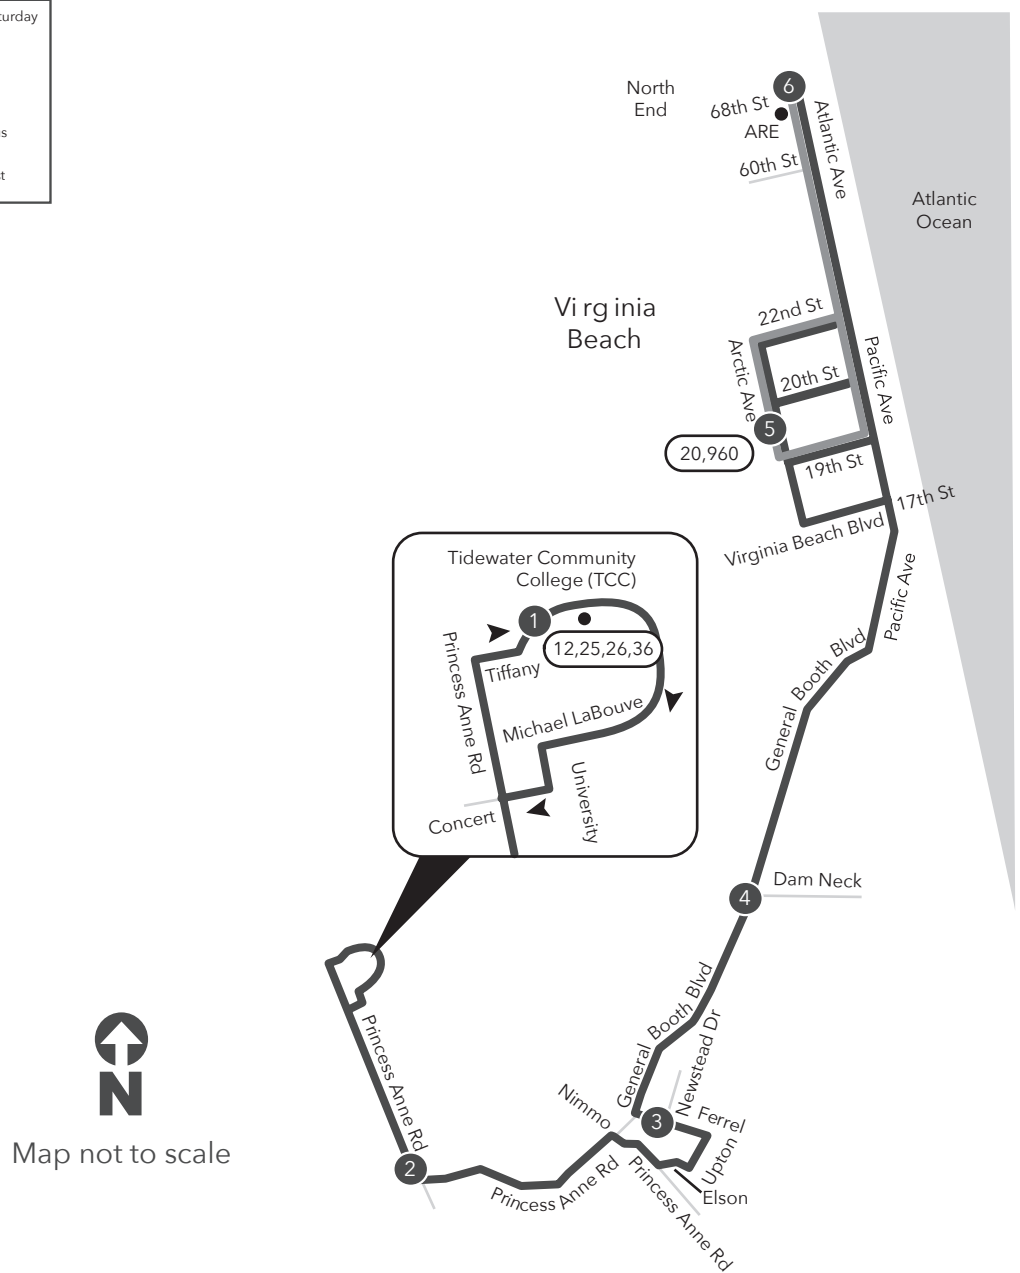 6
North
End
68th St
ARE
60th St
Atlantic Ave
Atlantic
Ocean
Vi rg inia
Beach
22nd St
Arctic Ave
20th St
Pacific Ave
5
20,960
19th St
17th St
Virginia Beach Blvd
Pacific Ave
Tidewater Community
College (TCC)
1
12,25,26,36
Tiffany
Princess Anne Rd
Michael LaBouve
University
Concert
General Booth Blvd
4
Dam Neck
General Booth Blvd
Newstead Dr
Princess Anne Rd
Nimmo
3
Ferrel
Upton
Elson
2
Princess Anne Rd
Princess Anne Rd
N
Map not to scale